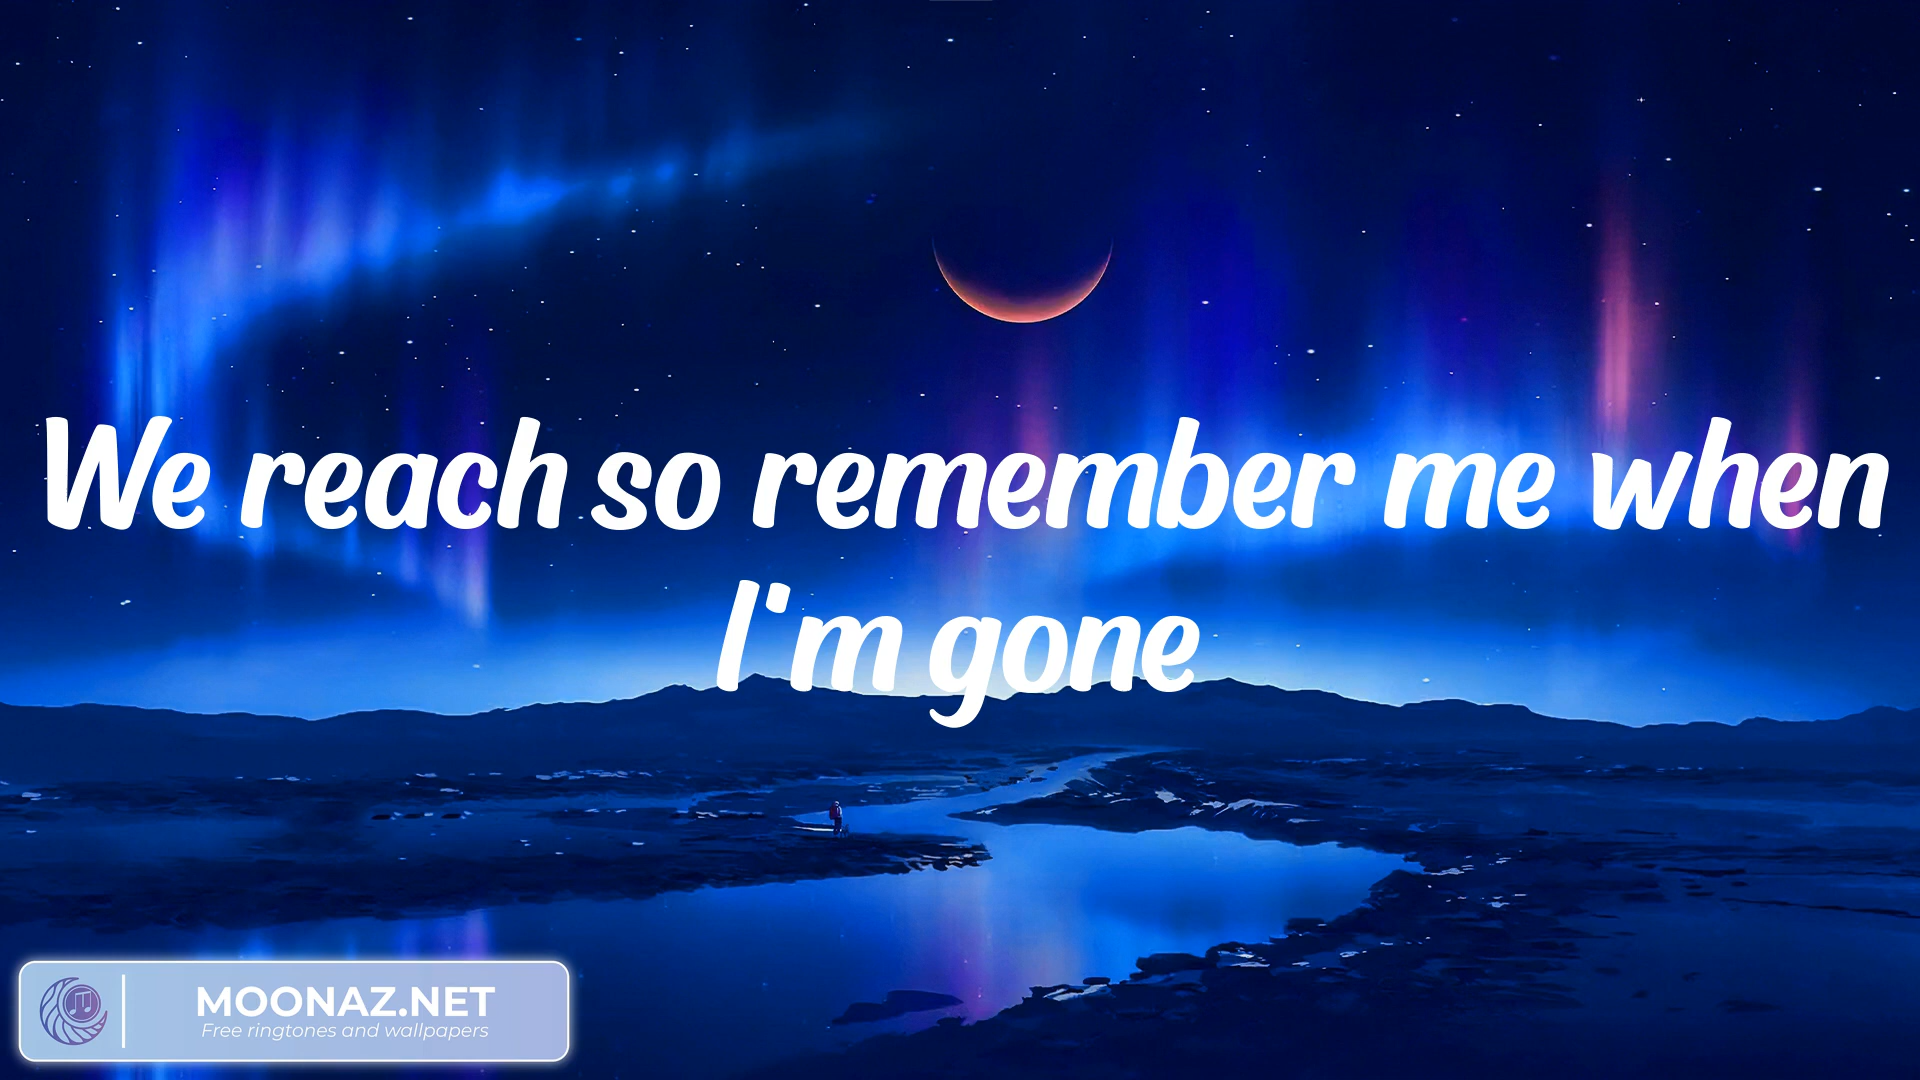 We reach so remember me when
I'm gone
MOONAZ.NET
Free ringtones and wallpapers